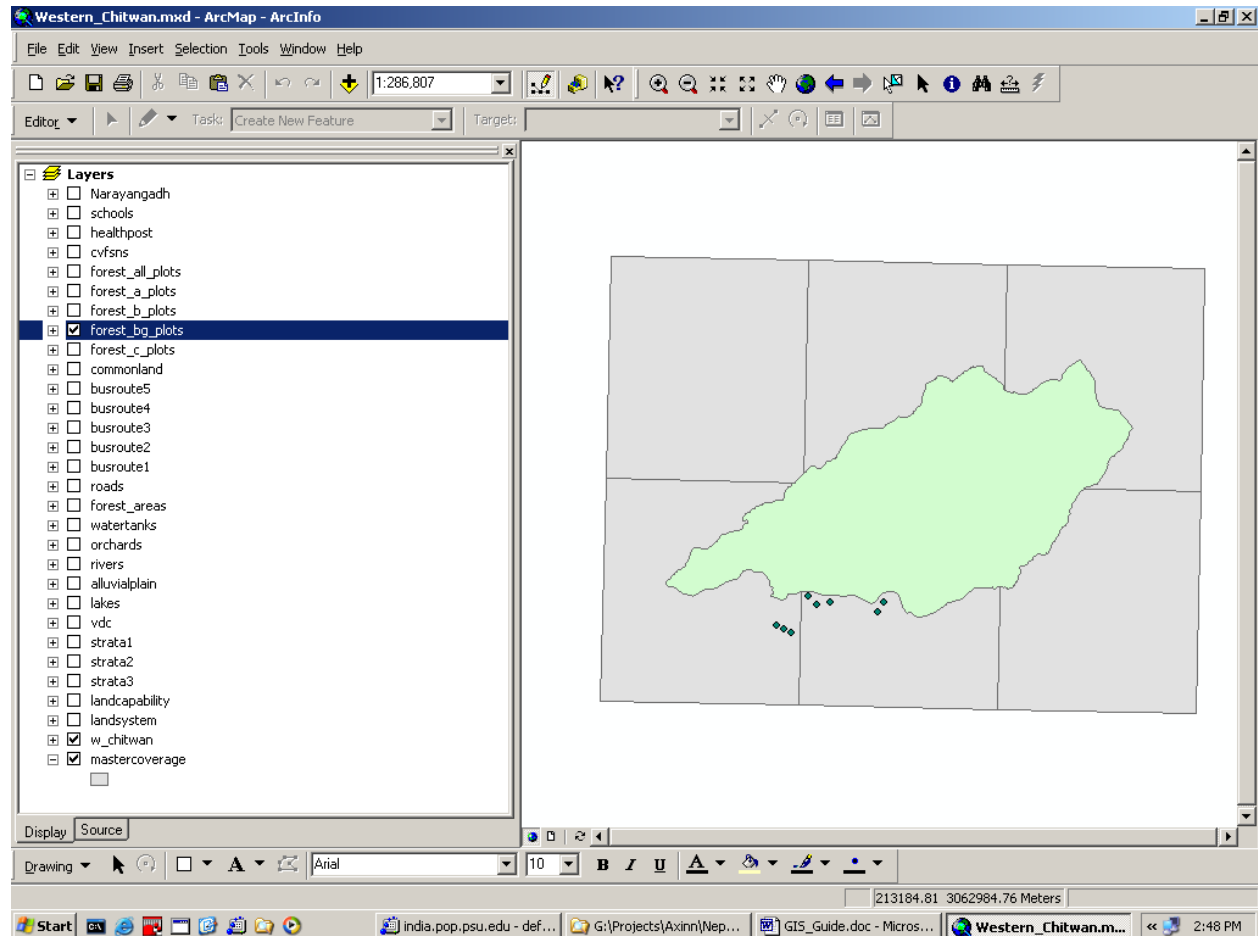 Western_Chitwan.mxd - ArcMap - ArcInfo
File Edit View Insert Selection Tools Window Help
1:286,807
Editor Task: Create New Feature Target:
Layers
Narayangadh
schools
healthpost
cvfsns
forest_all_plots
forest_a_plots
forest_b_plots
forest_bg_plots
forest_c_plots
commonland
busroute5
busroute4
busroute3
busroute2
busroute1
roads
forest_areas
watertanks
orchards
rivers
alluvialplain
lakes
vdc
strata1
strata2
strata3
landcapability
landsystem
w_chitwan
mastercoverage
Display Source
Drawing A Arial 10 B I U A
213184.81 3062984.76 Meters
Start india.pop.psu.edu - def... G:\Projects\Axinn\Nep... GIS_Guide.doc - Micros... Western_Chitwan.m... « 2:48 PM